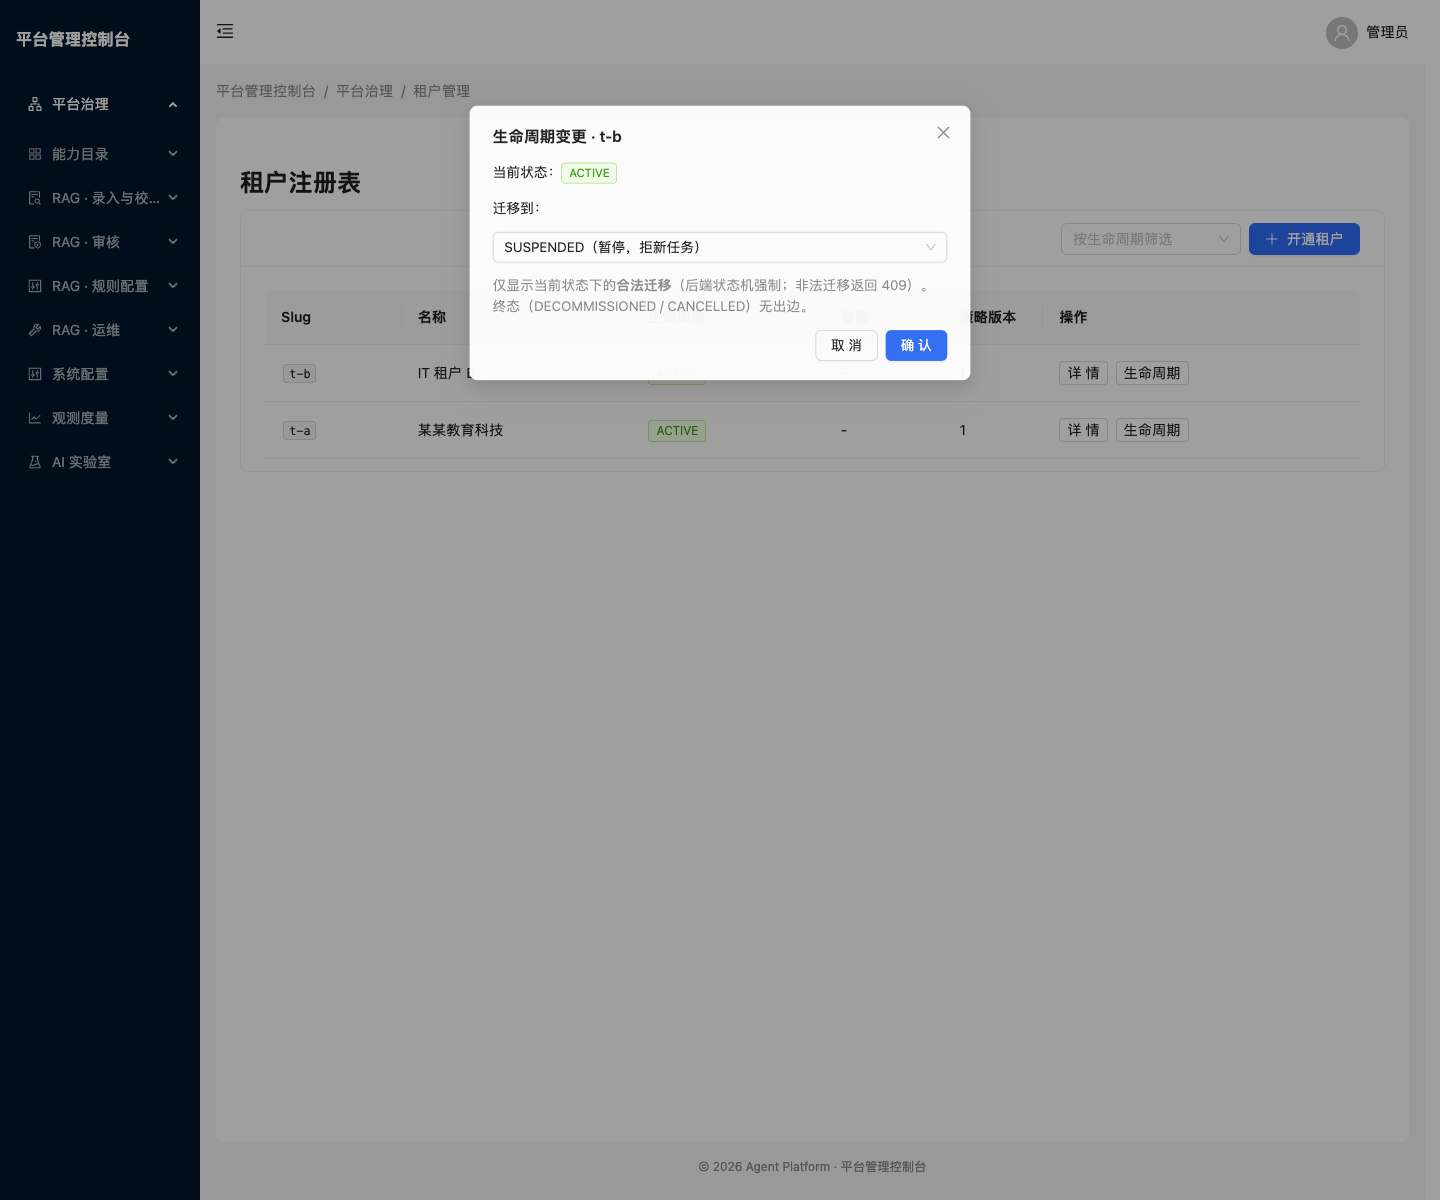 平台管理控制台
管理员
平台治理
能力目录
RAG · 录入与校...
RAG · 审核
RAG · 规则配置
RAG · 运维
系统配置
观测度量
AI 实验室
平台管理控制台 / 平台治理 / 租户管理
生命周期变更 · t-b
当前状态： ACTIVE
迁移到：
SUSPENDED（暂停，拒新任务）
仅显示当前状态下的合法迁移（后端状态机强制；非法迁移返回 409）。
终态（DECOMMISSIONED / CANCELLED）无出边。
取 消 确 认
租户注册表
按生命周期筛选 开通租户
Slug 名称 略版本 操作
t-b IT 租户 详 情 生命周期
t-a 某某教育科技 ACTIVE - 1 详 情 生命周期
© 2026 Agent Platform · 平台管理控制台